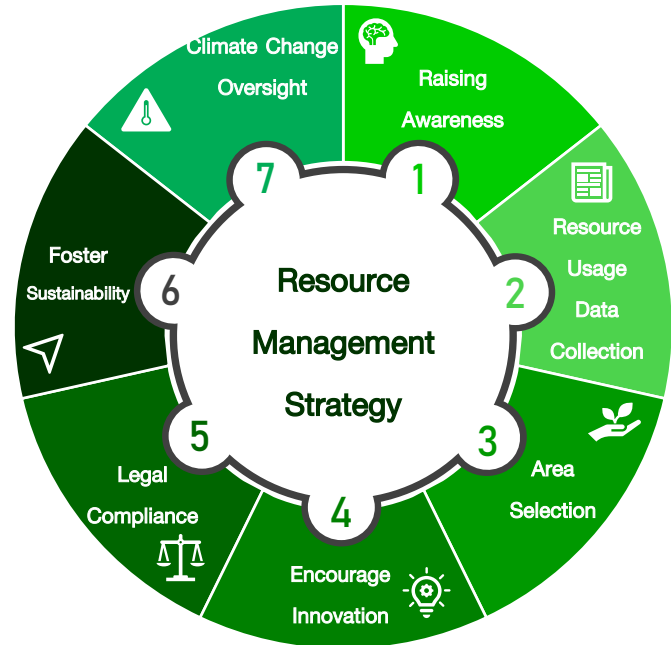 Resource
Management
Strategy
1
Raising
Awareness
2
Resource
Usage
Data
Collection
3
Area
Selection
4
Encourage
Innovation
5
Legal
Compliance
6
Foster
Sustainability
7
Climate Change
Oversight